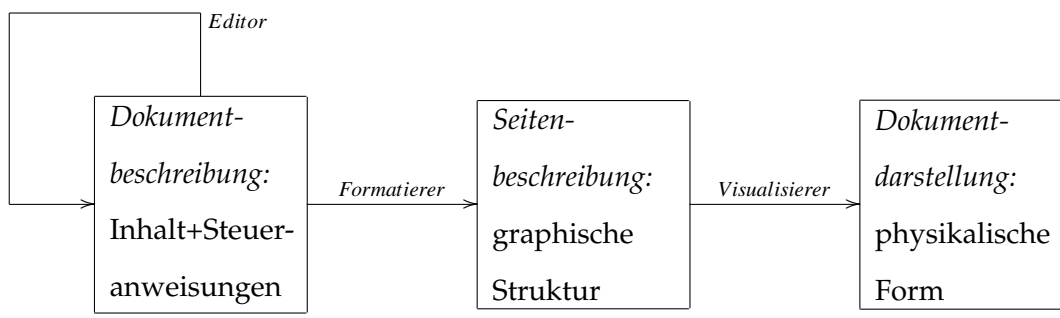 Editor
Dokument-
beschreibung:
Inhalt+Steuer-
anweisungen
Formatierer
Seiten-
beschreibung:
graphische
Struktur
Visualisierer
Dokument-
darstellung:
physikalische
Form